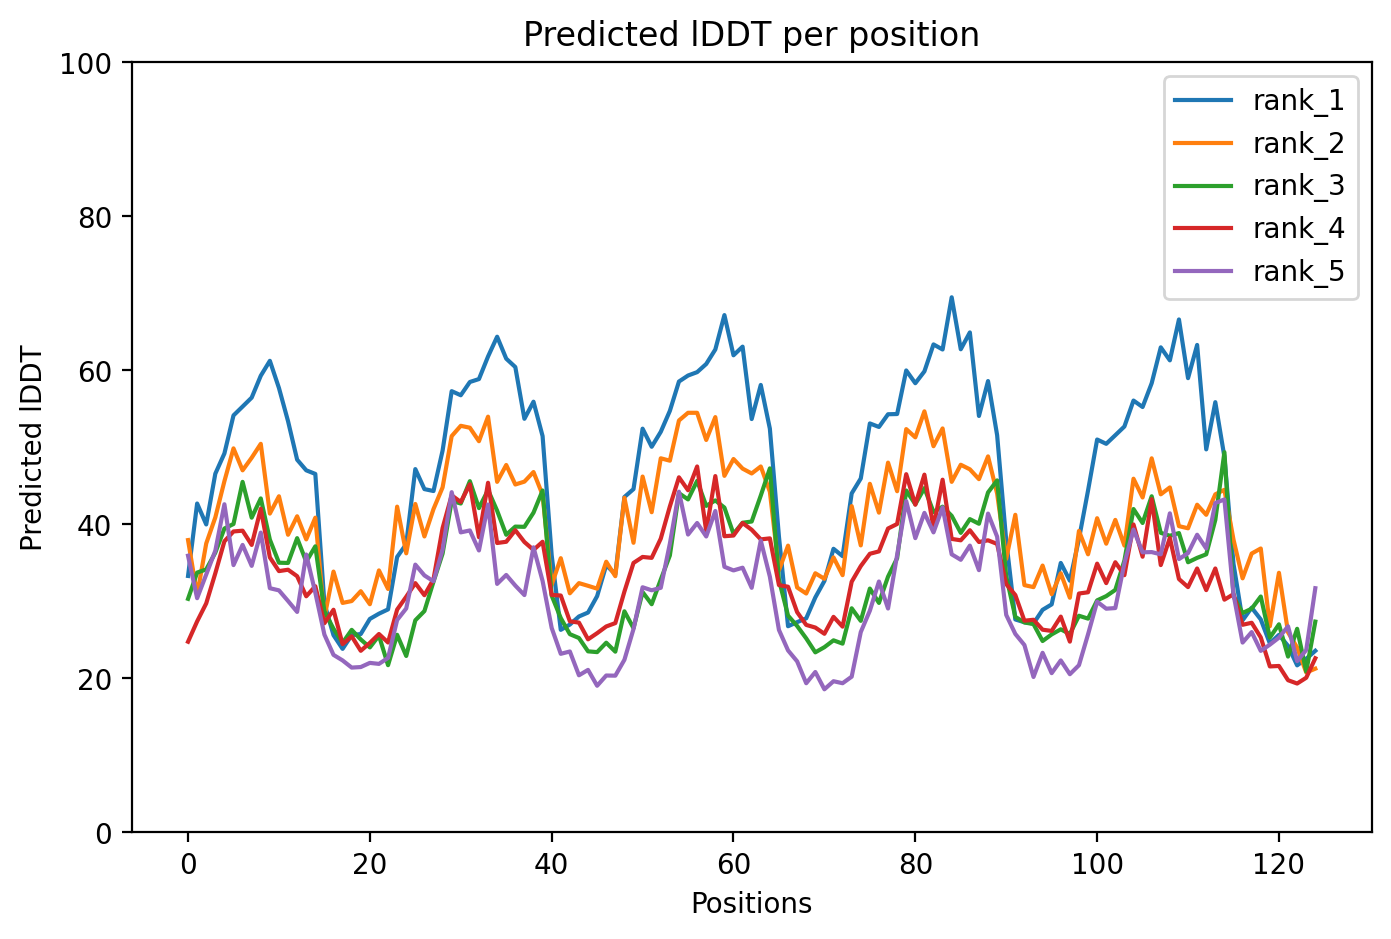 Predicted lDDT per position
100
80
60
40
20
0
Predicted lDDT
rank_1
rank_2
rank_3
rank_4
rank_5
0 20 40 60 80 100 120
Positions